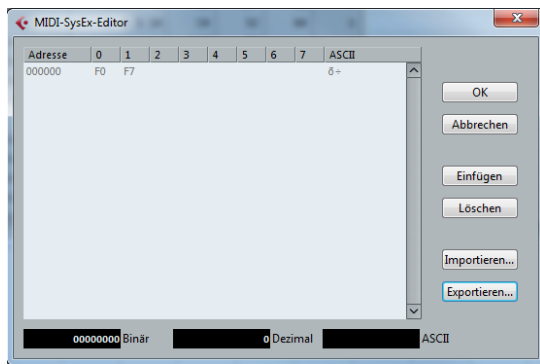 MIDI-SysEx-Editor
Adresse 0 1 2 3 4 5 6 7 ASCII
000000 F0 F7 ð÷
OK
Abbrechen
Einfügen
Löschen
Importieren...
Exportieren...
00000000 Binär 0 Dezimal ASCII